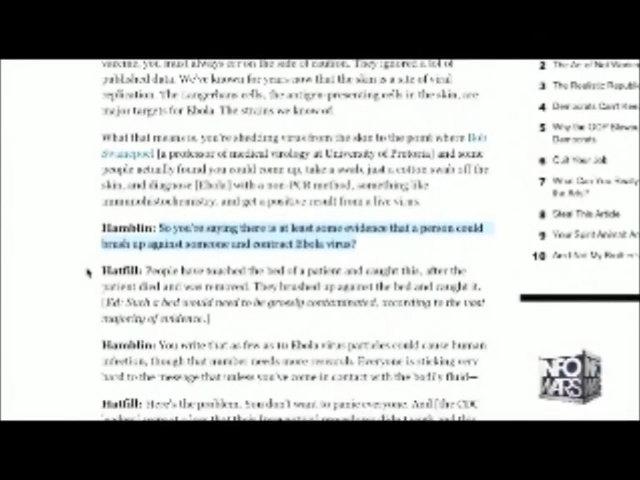 vaccine, you must always err on the side of caution. They ignored a lot of
published data. We've known for years now that the skin is a site of viral
replication. The Langerhans cells, the antigen-presenting cells in the skin, are
major targets for Ebola. The strains we know of.
What that means is, you're shedding virus from the skin to the point where Bob
Swanepoel [a professor of medical virology at University of Pretoria] and some
people actually found you could come up, take a swab, just a cotton swab off the
skin, and diagnose [Ebola] with a non-PCR method, something like
immunohistochemistry, and get a positive result from a live virus.
Hamblin: So you're saying there is at least some evidence that a person could
brush up against someone and contract Ebola virus?
Hatfill: People have touched the bed of a patient and caught this, after the
patient died and was removed. They brushed up against the bed and caught it.
[Ed: Such a bed would need to be grossly contaminated, according to the vast
majority of evidence.]
Hamblin: You write that as few as 10 Ebola virus particles could cause human
infection, though that number needs more research. Everyone is sticking very
hard to the message that unless you've come in contact with the bodily fluid—
Hatfill: Here's the problem. You don't want to panic everyone. And [the CDC
2 The Art of Not Workin
3 The Realistic Republi
4 Democrats Can't Kee
5 Why the GOP
Democrats
6 Quit Your Job
7 What Can You Really
the Arts?
8 Steal This Article
9 Your Spirit Animal
10 And Not My Brother
INFO
WARS